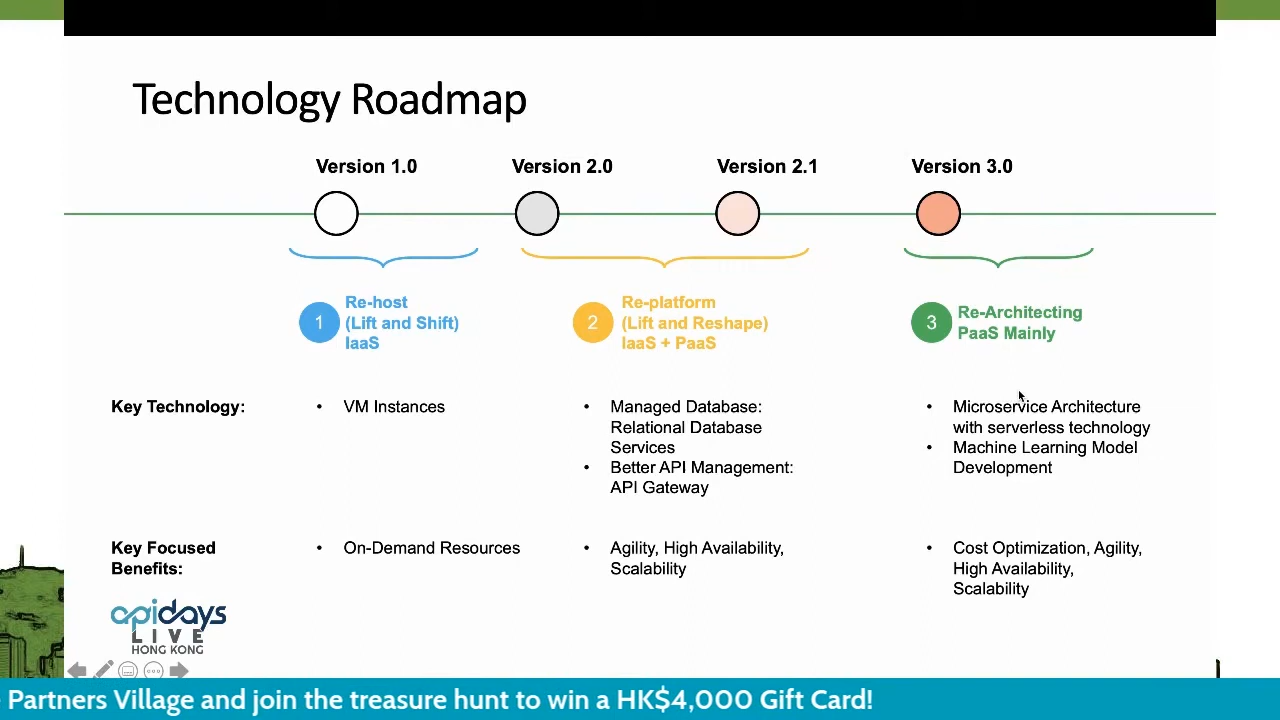 Technology Roadmap
Version 1.0
Version 2.0
Version 2.1
Version 3.0
1
Re-host
(Lift and Shift)
IaaS
2
Re-platform
(Lift and Reshape)
IaaS + PaaS
3
Re-Architecting
PaaS Mainly
Key Technology:
• VM Instances
• Managed Database:
Relational Database
Services
• Better API Management:
API Gateway
• Microservice Architecture
with serverless technology
• Machine Learning Model
Development
Key Focused
Benefits:
• On-Demand Resources
• Agility, High Availability,
Scalability
• Cost Optimization, Agility,
High Availability,
Scalability
apidays
LIVE
HONG KONG
Partners Village and join the treasure hunt to win a HK$4,000 Gift Card!